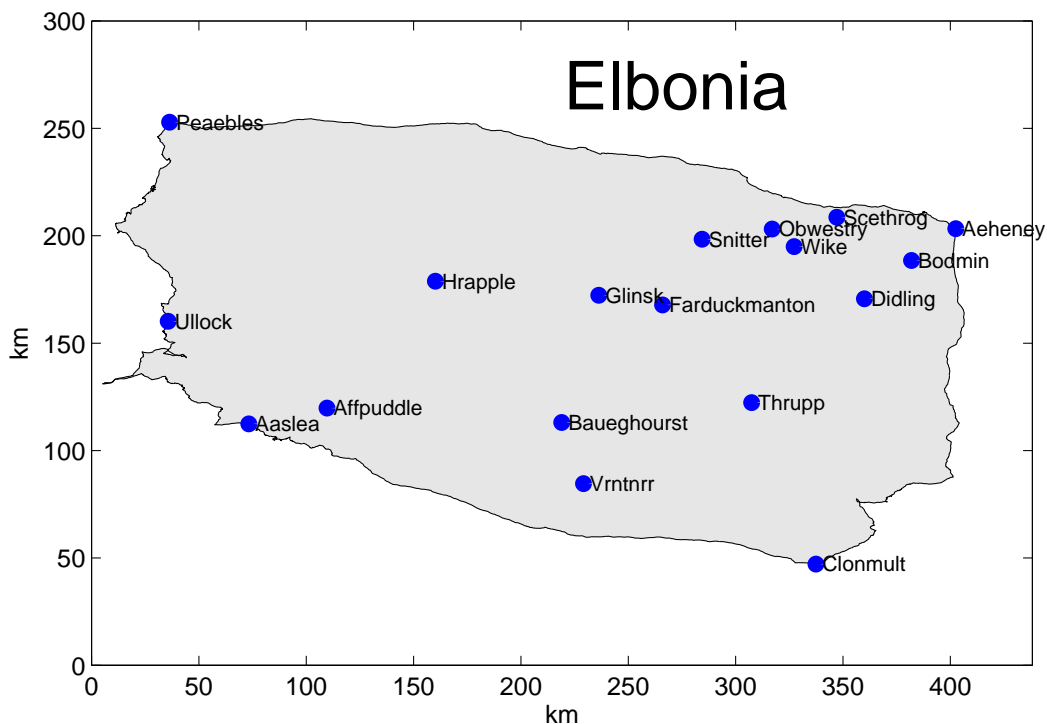 Elbonia
300
250
200
150
100
50
0
km
Peaebles
Scethrog
Obwestry
Aeheney
Snitter
Wike
Bodmin
Hrapple
Glinsk
Didling
Farduckmanton
Ullock
Thrupp
Affpuddle
Aaslea
Baueghourst
Vrntnrr
Clonmult
0 50 100 150 200 250 300 350 400
km